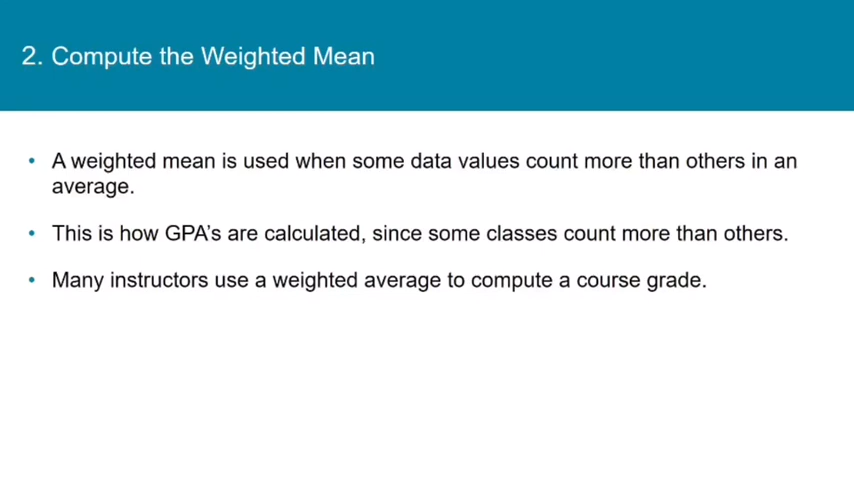 2. Compute the Weighted Mean
• A weighted mean is used when some data values count more than others in an
average.
• This is how GPA's are calculated, since some classes count more than others.
• Many instructors use a weighted average to compute a course grade.